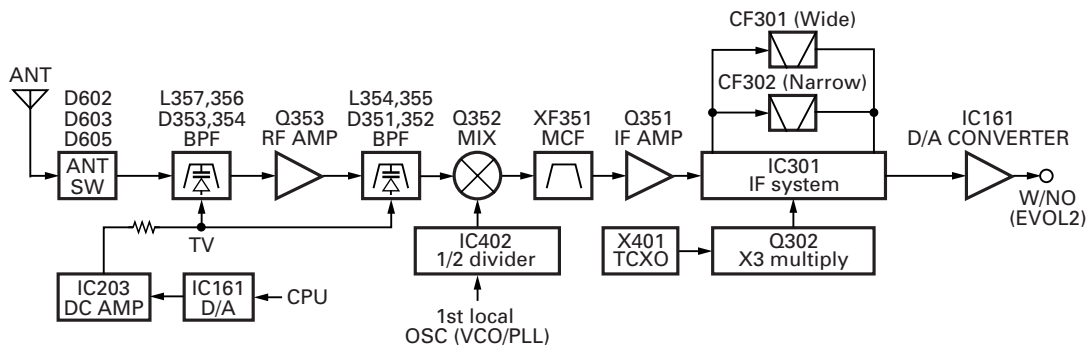 CF301 (Wide)
CF302 (Narrow)
ANT
D602
D603
D605
ANT
SW
L357,356
D353,354
BPF
Q353
RF AMP
L354,355
D351,352
BPF
Q352
MIX
XF351
MCF
Q351
IF AMP
IC301
IF system
IC161
D/A CONVERTER
W/NO
(EVOL2)
TV
IC402
1/2 divider
X401
TCXO
Q302
X3 multiply
IC203
DC AMP
IC161
D/A
CPU
1st local
OSC (VCO/PLL)